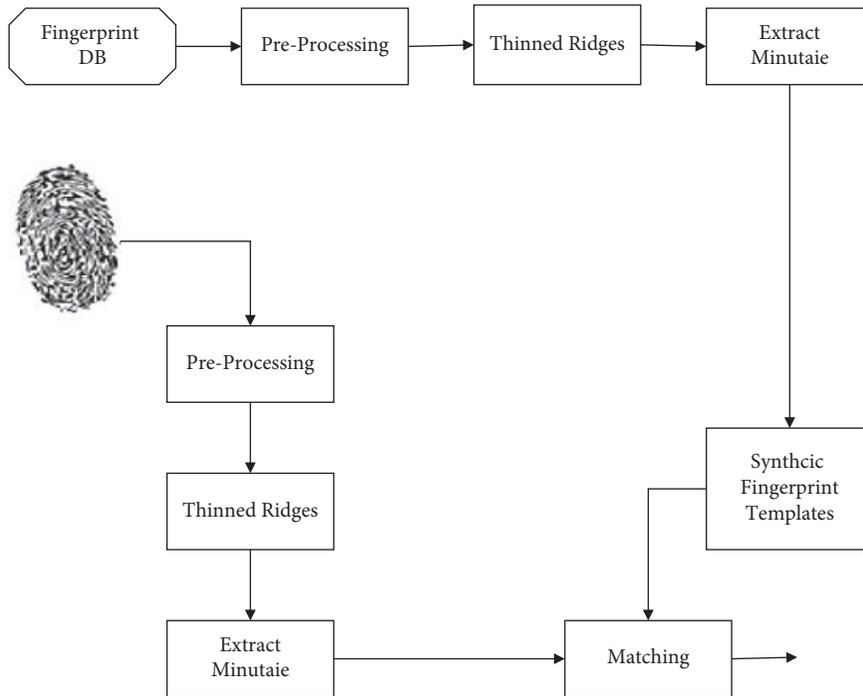 Fingerprint
DB
Pre-Processing
Thinned Ridges
Extract
Minutaie
Pre-Processing
Thinned Ridges
Synthcic
Fingerprint
Templates
Extract
Minutaie
Matching